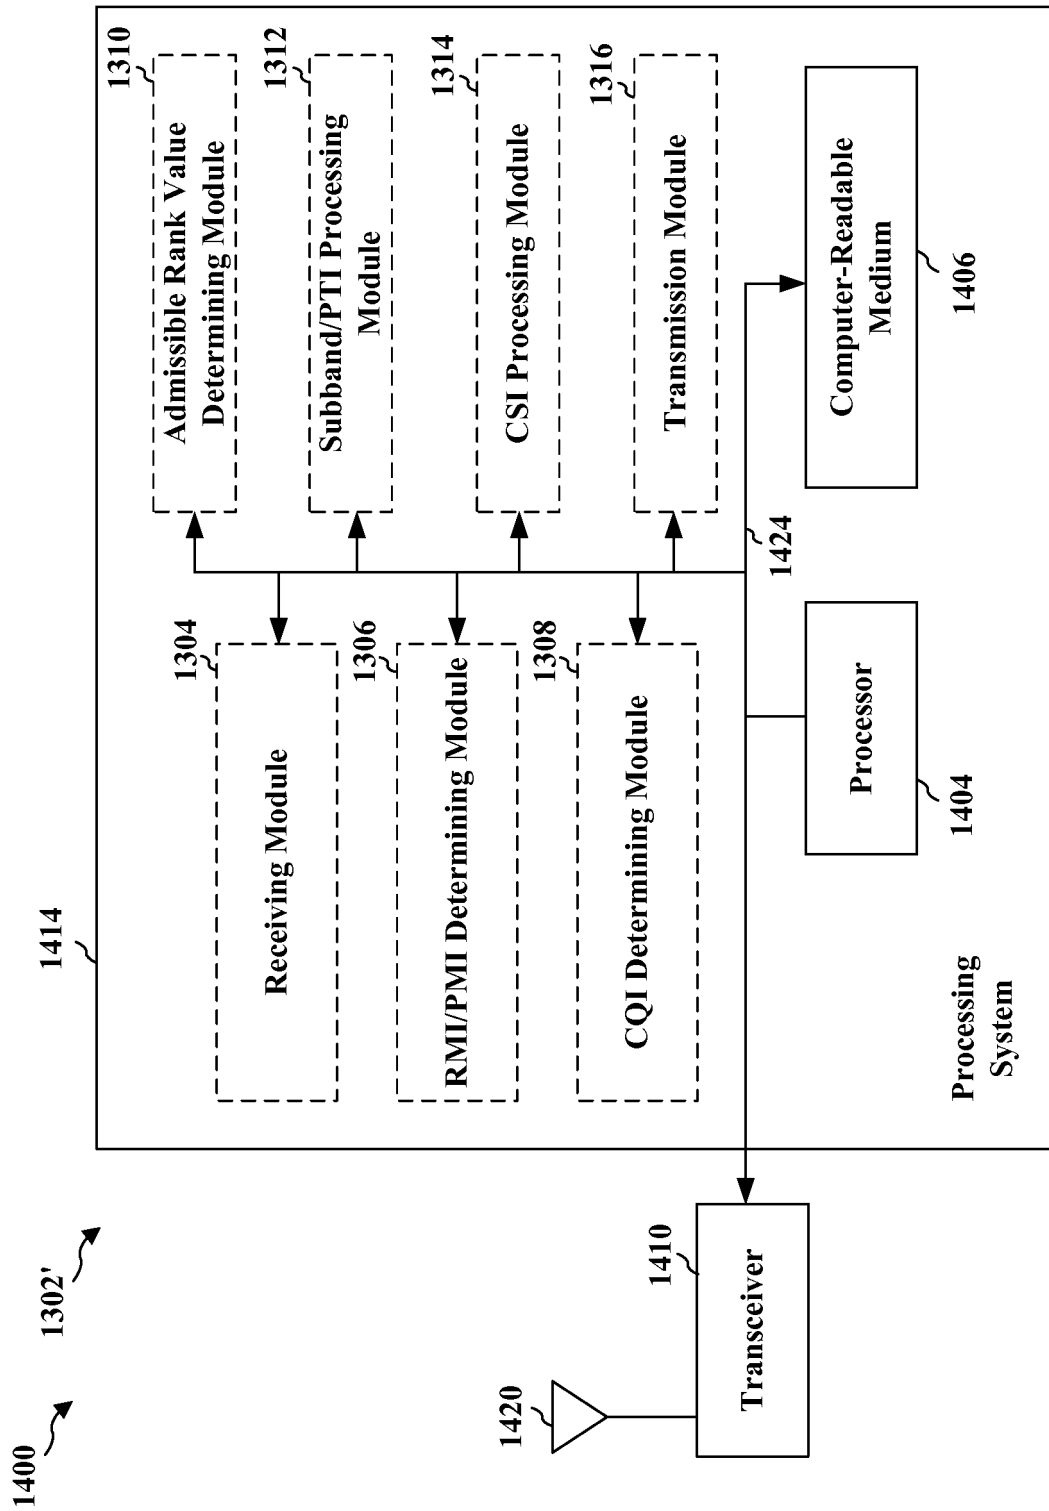 1400
1302'
1414
1304
Receiving Module
1306
RMI/PMI Determining Module
1308
CQI Determining Module
1310
Admissible Rank Value
Determining Module
1312
Subband/PTI Processing
Module
1314
CSI Processing Module
1316
Transmission Module
1420
1410
Transceiver
1424
Processor
1404
Computer-Readable
Medium
1406
Processing
System